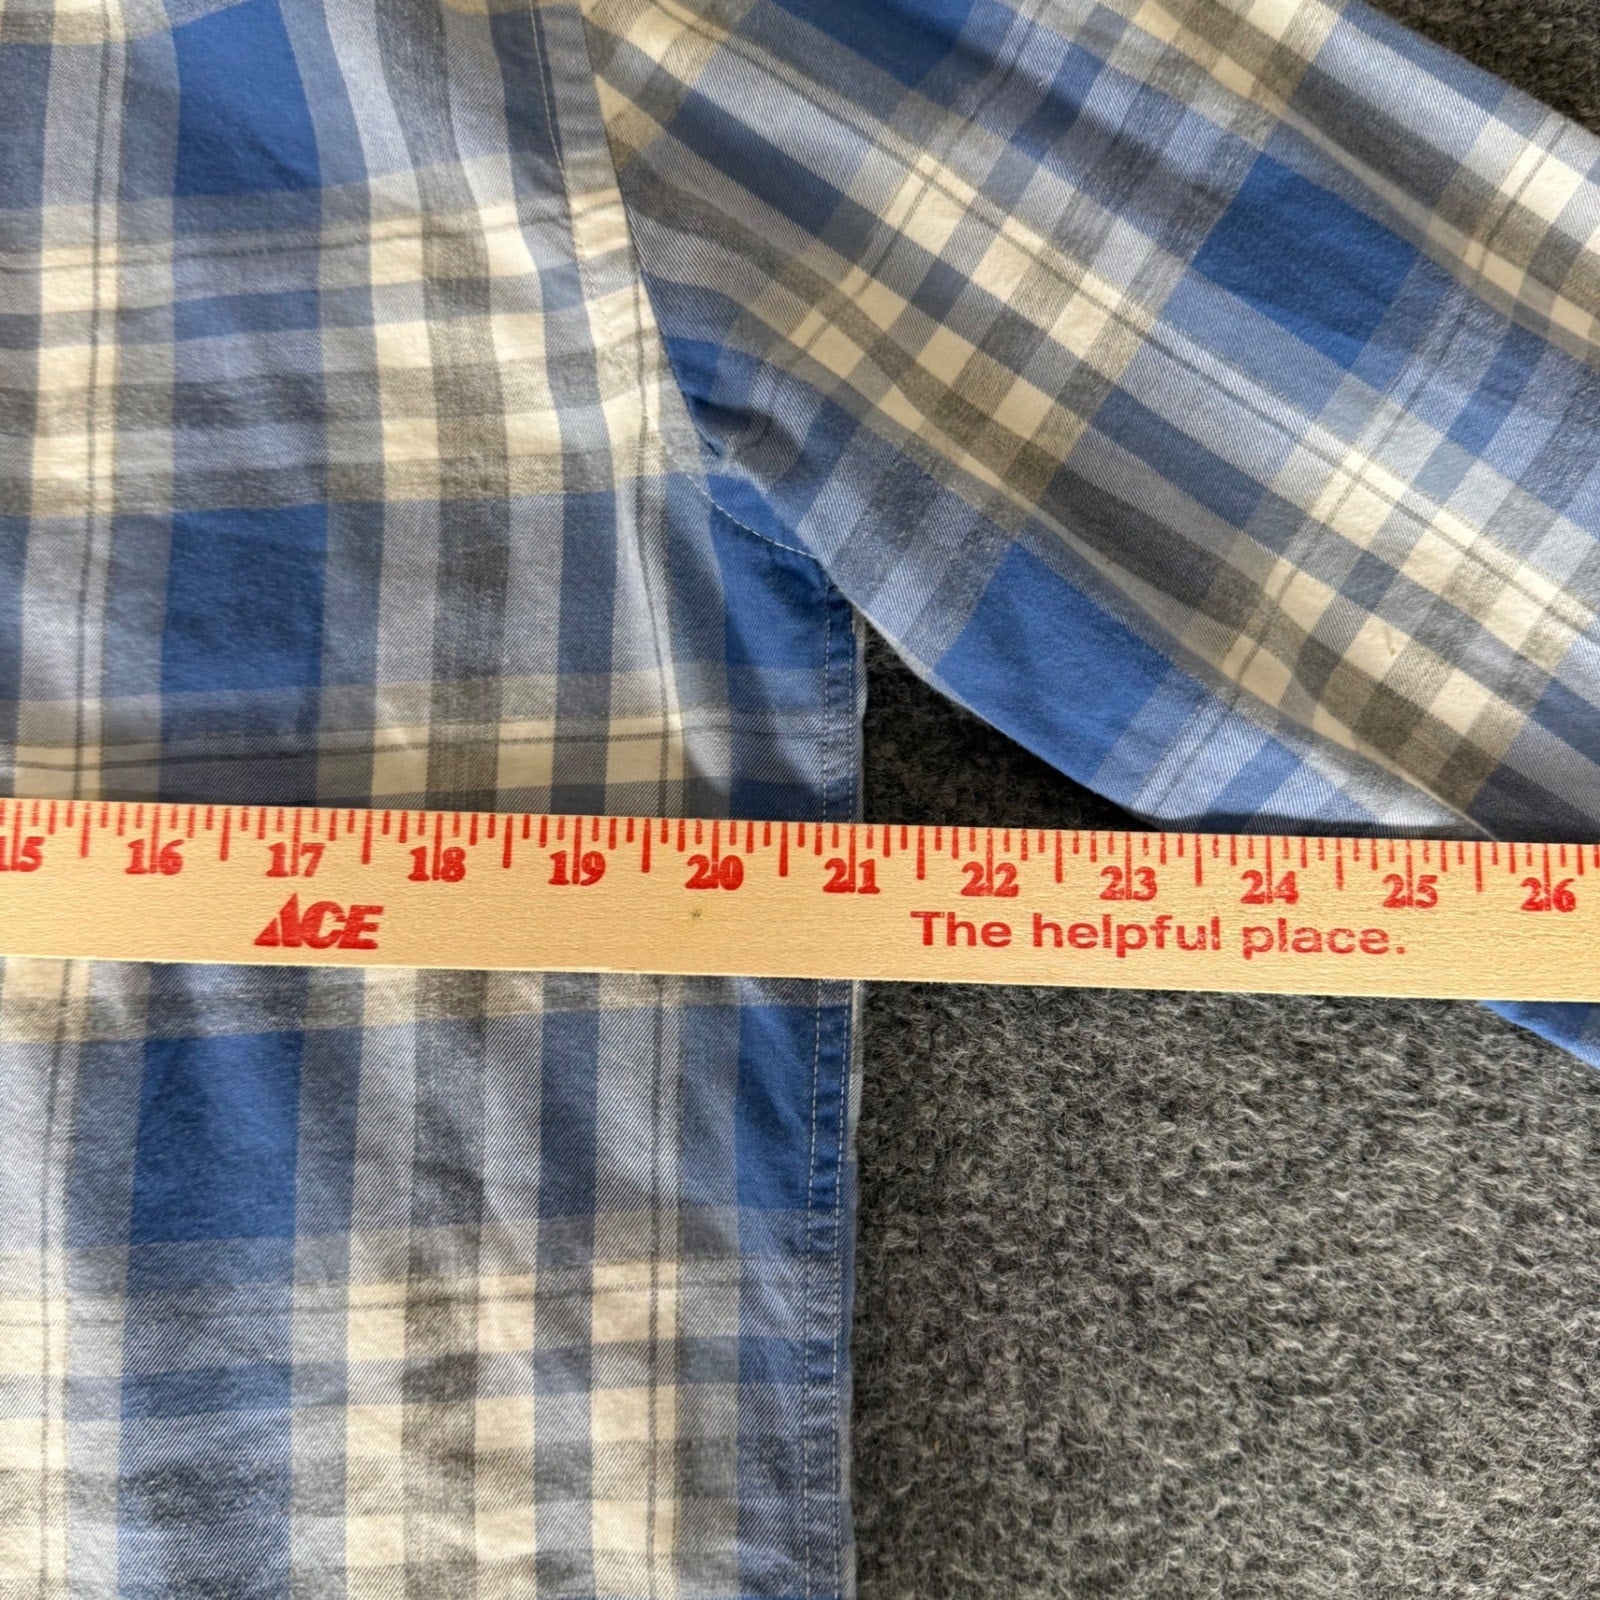 15 16 17 18 19 20 21 22 23 24 25 26
ACE The helpful place.